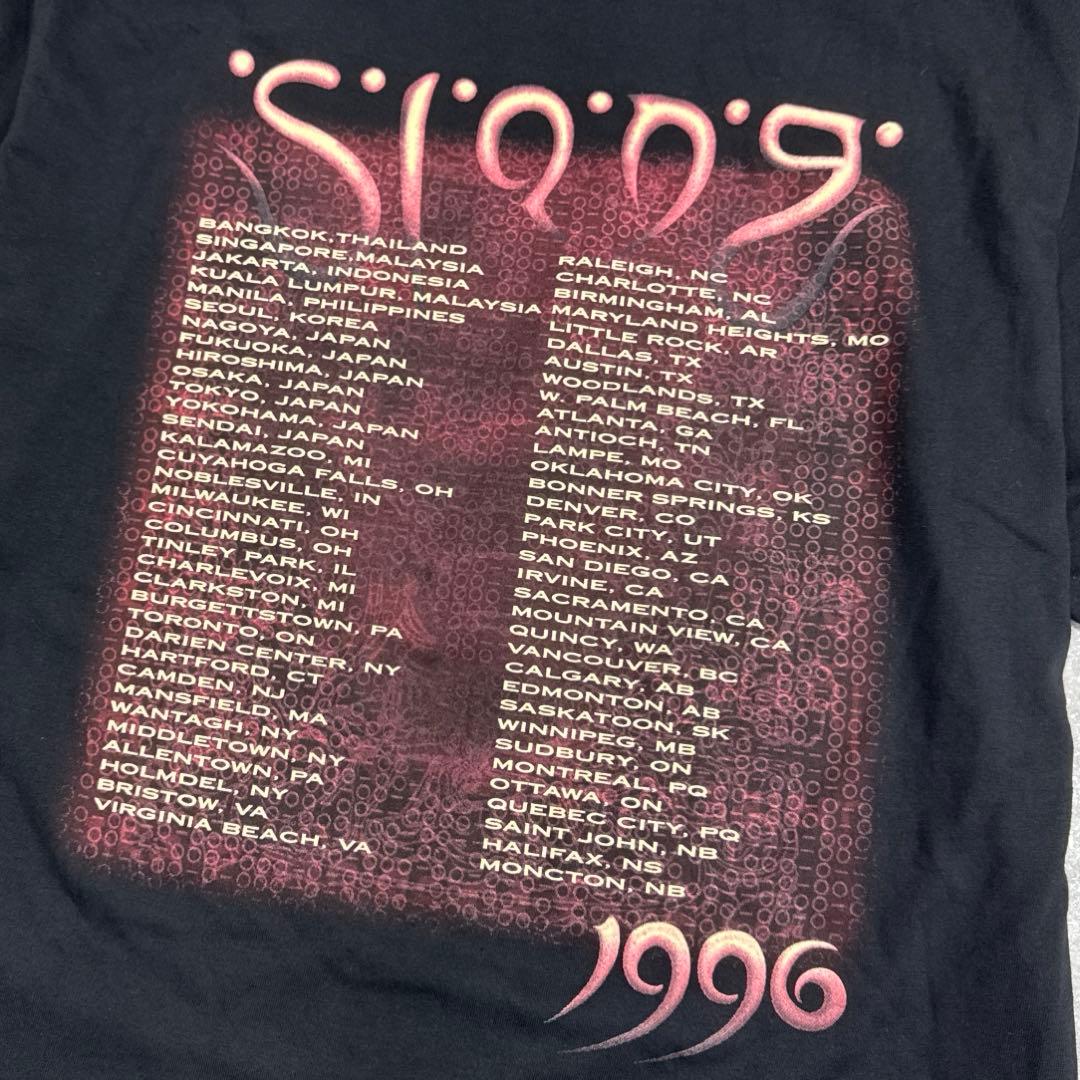 BANGKOK,THAILAND
SINGAPORE,MALAYSIA
JAKARTA, INDONESIA
KUALA LUMPUR, MALAYSIA
MANILA, PHILIPPINES
SEOUL, KOREA
NAGOYA, JAPAN
FUKUOKA, JAPAN
HIROSHIMA, JAPAN
OSAKA, JAPAN
TOKYO, JAPAN
YOKOHAMA, JAPAN
SENDAI, JAPAN
KALAMAZOO, MI
CUYAHOGA FALLS, OH
NOBLESVILLE, IN
MILWAUKEE, WI
CINCINNATI, OH
COLUMBUS, OH
TINLEY PARK, IL
CHARLEVOIX, MI
CLARKSTON, MI
BURGETTSTOWN, PA
TORONTO, ON
DARIEN CENTER, NY
HARTFORD, CT
CAMDEN, NJ
MANSFIELD, MA
WANTAGH, NY
MIDDLETOWN, NY
ALLENTOWN, PA
HOLMDEL, NY
BRISTOW, VA
VIRGINIA BEACH, VA
RALEIGH, NC
CHARLOTTE, NC
BIRMINGHAM, AL
MARYLAND HEIGHTS, MO
LITTLE ROCK, AR
DALLAS, TX
AUSTIN, TX
WOODLANDS, TX
W. PALM BEACH, FL
ATLANTA, GA
ANTIOCH, TN
LAMPE, MO
OKLAHOMA CITY, OK
BONNER SPRINGS, KS
DENVER, CO
PARK CITY, UT
PHOENIX, AZ
SAN DIEGO, CA
IRVINE, CA
SACRAMENTO, CA
MOUNTAIN VIEW, CA
QUINCY, WA
VANCOUVER, BC
CALGARY, AB
EDMONTON, AB
SASKATOON, SK
WINNIPEG, MB
SUDBURY, ON
MONTREAL, PQ
OTTAWA, ON
QUEBEC CITY, PQ
SAINT JOHN, NB
HALIFAX, NS
MONCTON, NB
1996